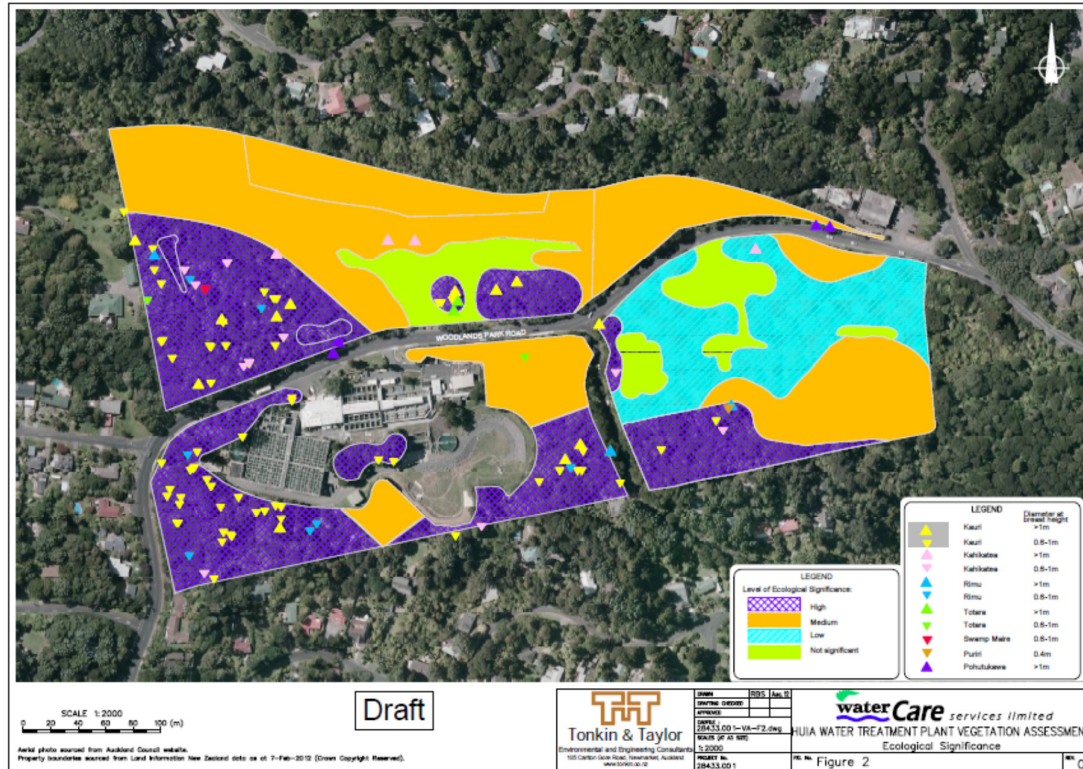 WOODLANDS PARK ROAD
LEGEND
Level of Ecological Significance:
High
Medium
Low
Not significant
LEGEND
Diameter at breast height
Kauri >1m
Kauri 0.6-1m
Kahikatea >1m
Kahikatea 0.6-1m
Rimu >1m
Rimu 0.6-1m
Totara >1m
Totara 0.6-1m
Swamp Maire 0.6-1m
Puriri 0.4m
Pohutukawa >1m
SCALE 1:2000
0 20 40 60 80 100 (m)
Aerial photo sourced from Auckland Council website.
Property boundaries sourced from Land Information New Zealand data as at 7-Feb-2012 (Crown Copyright Reserved).
Draft
T&T
Tonkin & Taylor
Environmental and Engineering Consultants
105 Carlton Gore Road, Newmarket, Auckland
www.tonkin.co.nz
DRAWN RBS Aug.12
DRAFTING CHECKED
APPROVED
CADFILE :
28433.001-VA-F2.dwg
SCALES (AT A3 SIZE)
1:2000
PROJECT No.
28433.001
water Care services limited
HUIA WATER TREATMENT PLANT VEGETATION ASSESSMEN
Ecological Significance
FIG. No. Figure 2
REV.